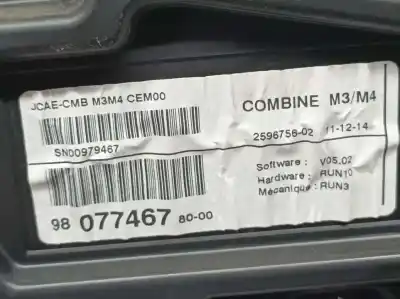 JCAE-CMB M3M4 CEM00
SN00979467
98 077467 80-00
COMBINE M3/M4
2596756-02 11-12-14
Software : V05.02
Hardware : RUN10
Mécanique : RUN3